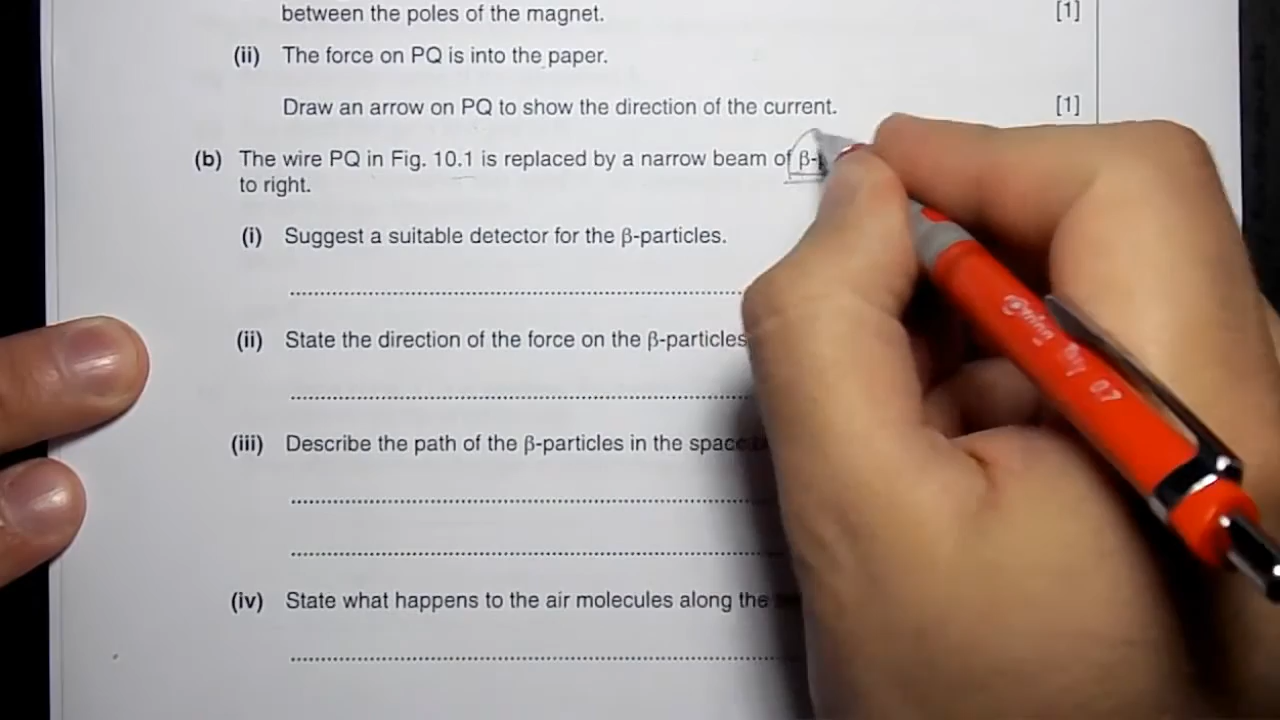 between the poles of the magnet. [1]
(ii) The force on PQ is into the paper.
Draw an arrow on PQ to show the direction of the current. [1]
(b) The wire PQ in Fig. 10.1 is replaced by a narrow beam of β-
to right.
(i) Suggest a suitable detector for the β-particles.
(ii) State the direction of the force on the β-particles
(iii) Describe the path of the β-particles in the space
(iv) State what happens to the air molecules along the
0.7